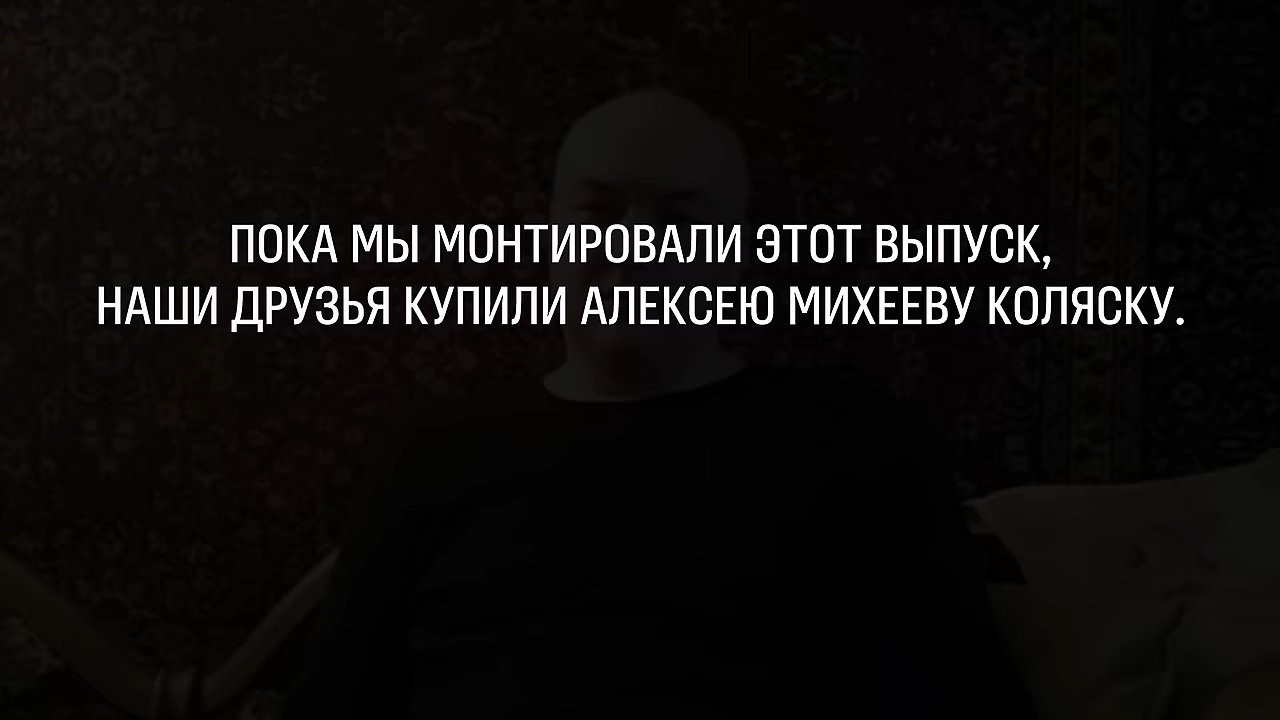 ПОКА МЫ МОНТИРОВАЛИ ЭТОТ ВЫПУСК,
НАШИ ДРУЗЬЯ КУПИЛИ АЛЕКСЕЮ МИХЕЕВУ КОЛЯСКУ.